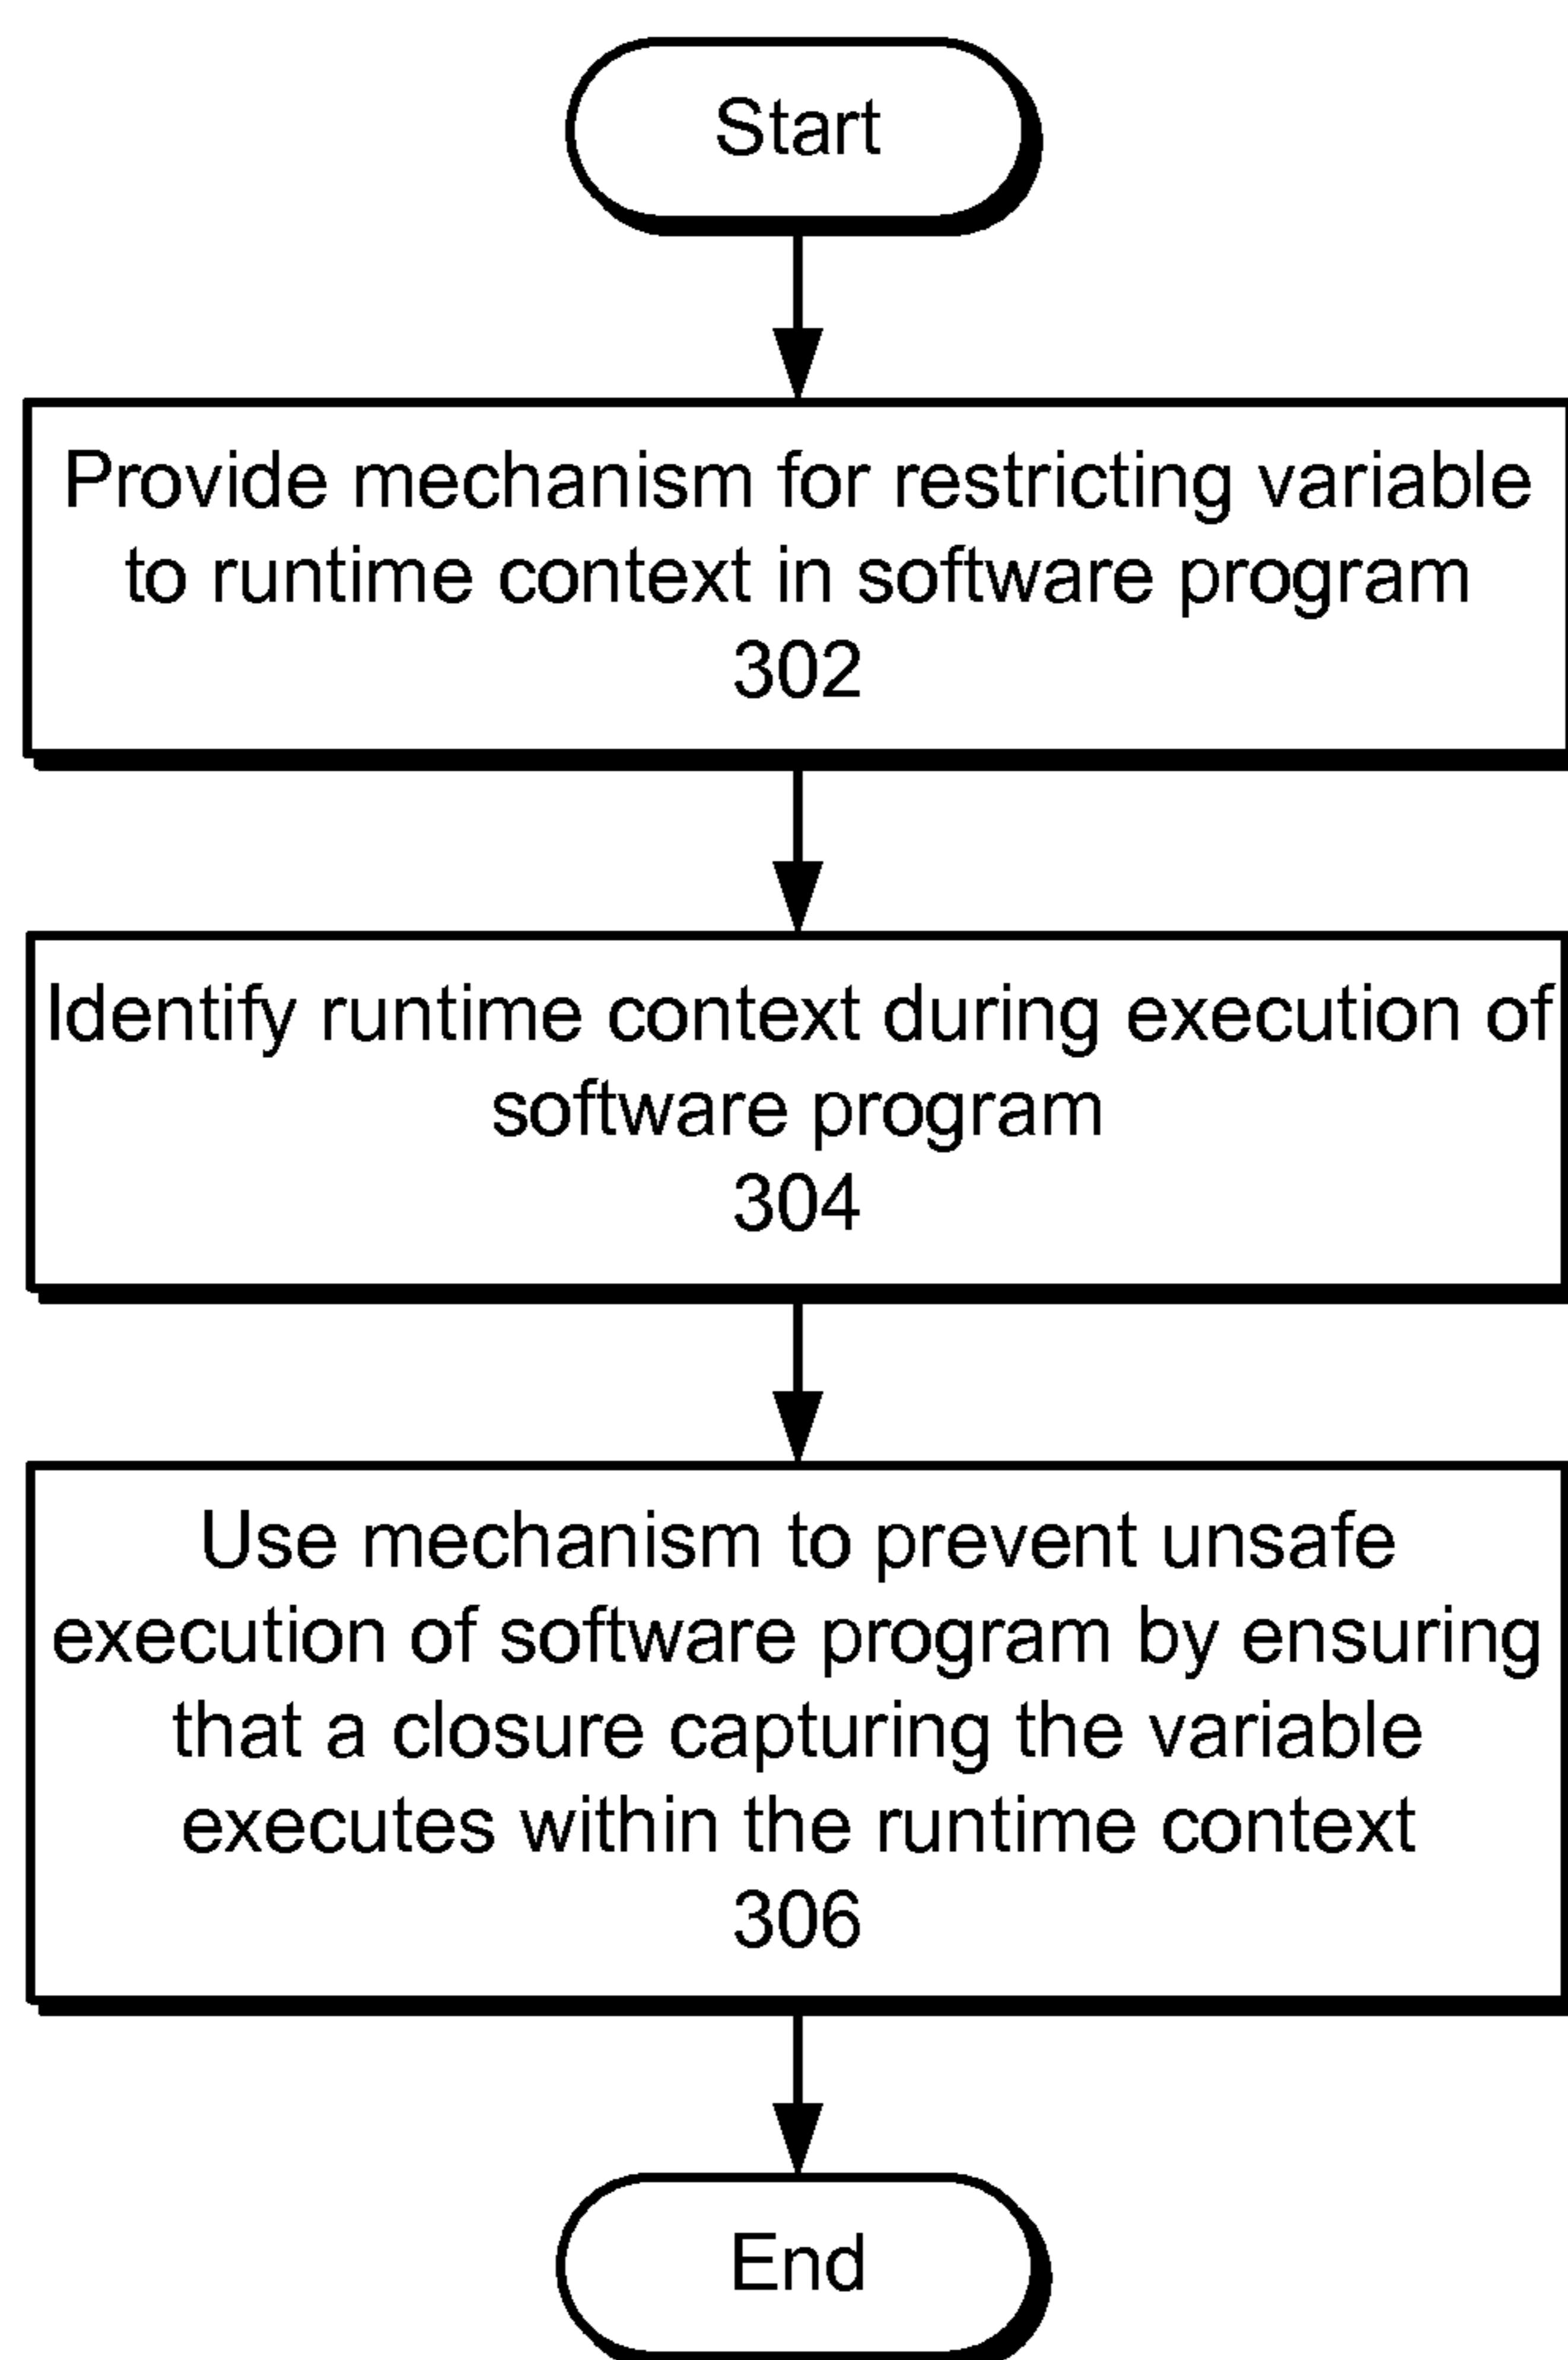 Start
Provide mechanism for restricting variable
to runtime context in software program
302
Identify runtime context during execution of
software program
304
Use mechanism to prevent unsafe
execution of software program by ensuring
that a closure capturing the variable
executes within the runtime context
306
End